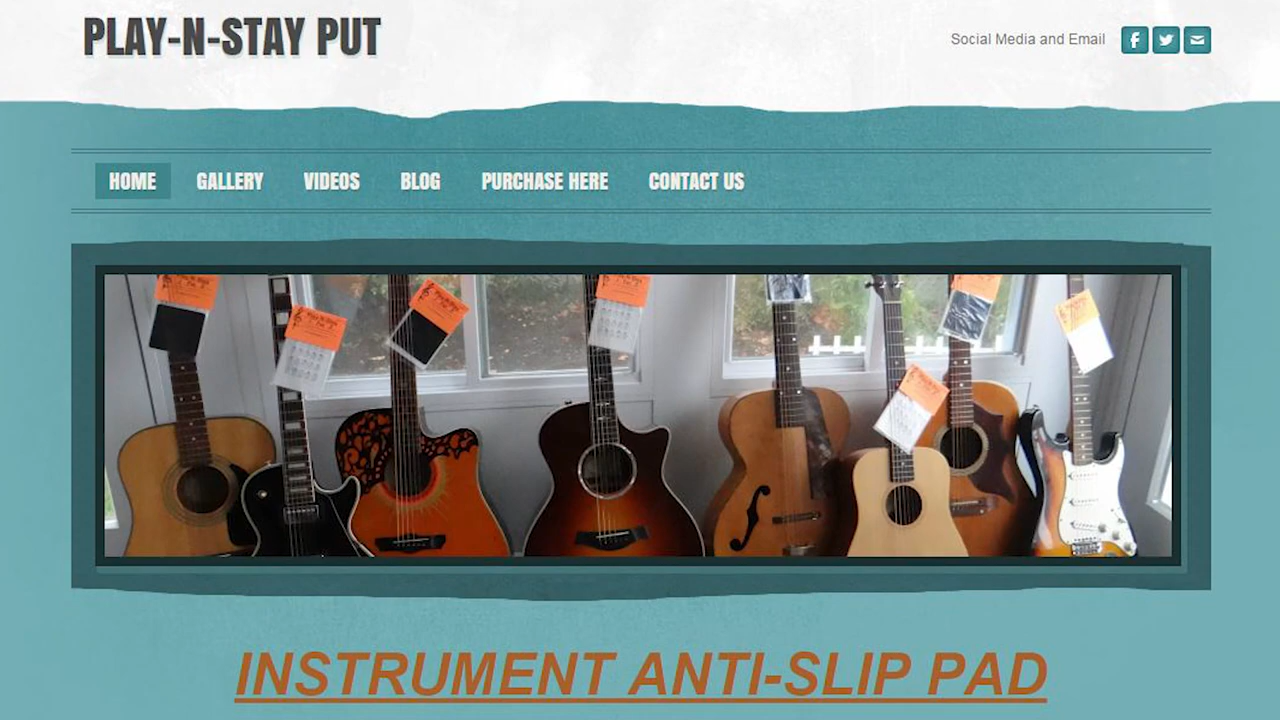 PLAY-N-STAY PUT
Social Media and Email
HOME GALLERY VIDEOS BLOG PURCHASE HERE CONTACT US
INSTRUMENT ANTI-SLIP PAD